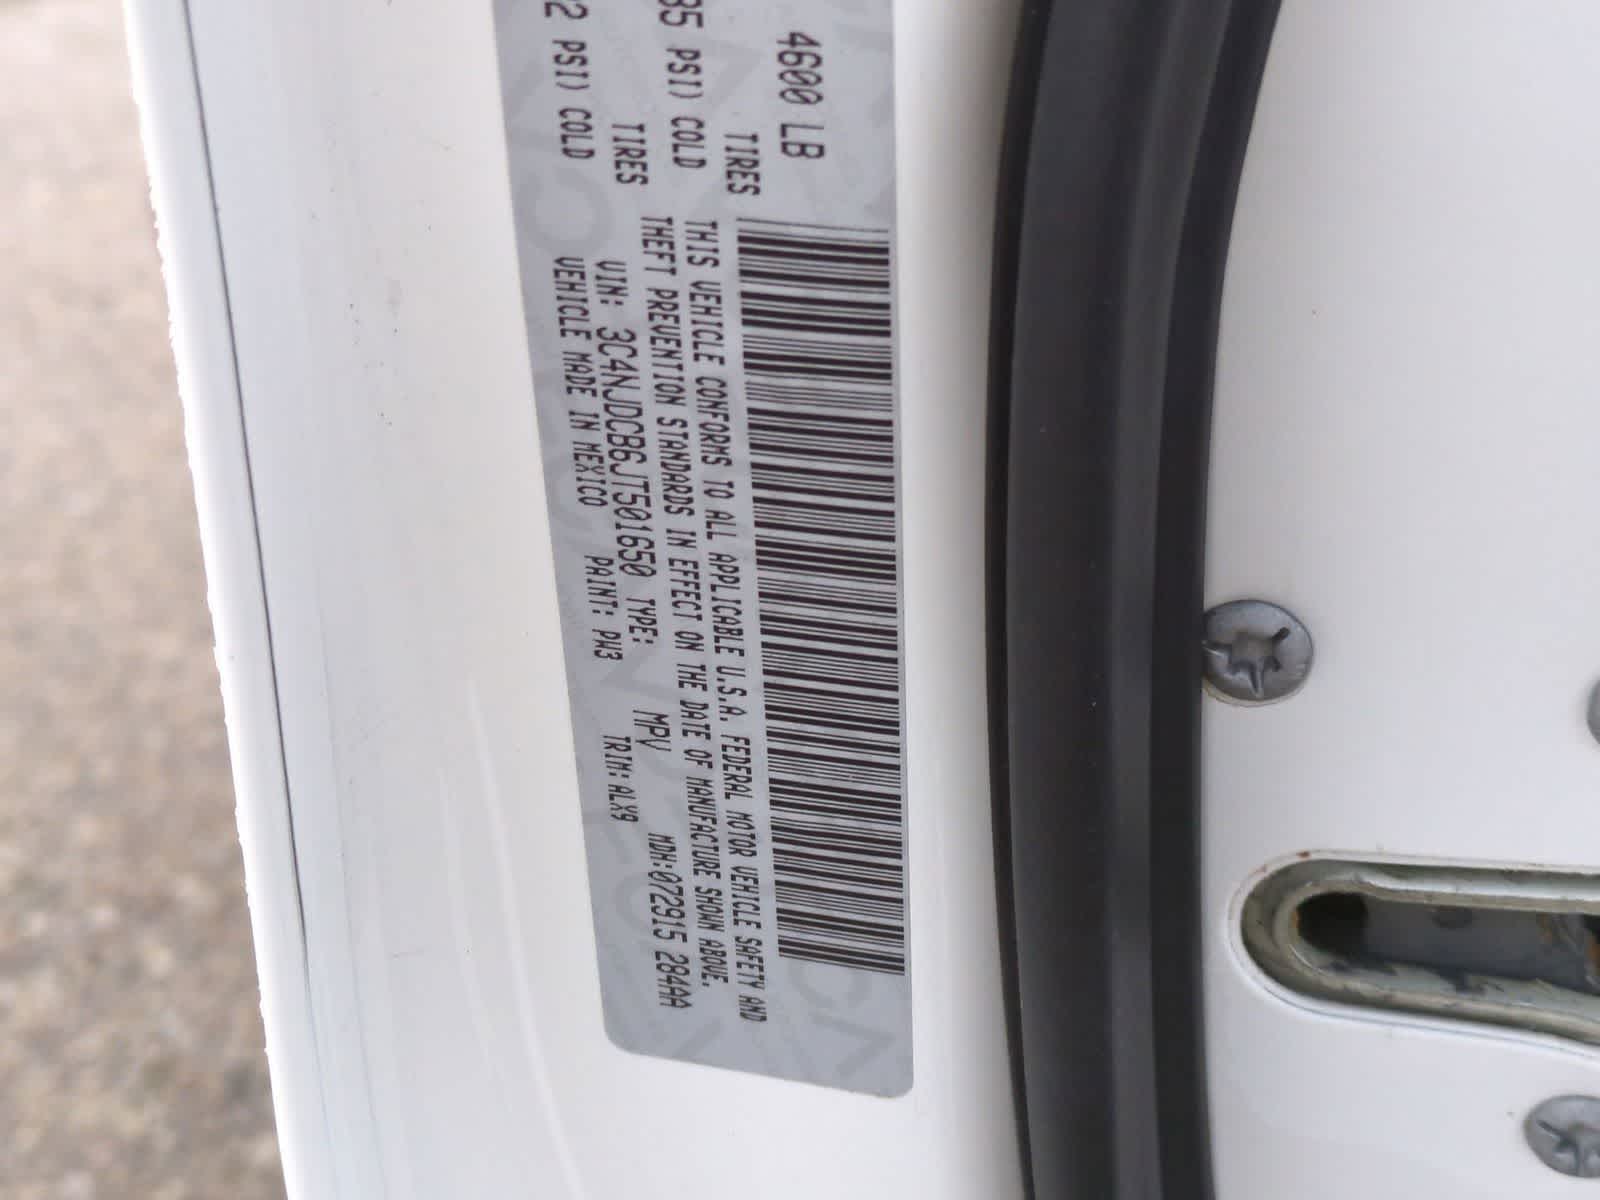 4600 LB
TIRES
85 PSI) COLD
TIRES
2 PSI) COLD
THIS VEHICLE CONFORMS TO ALL APPLICABLE U.S.A. FEDERAL MOTOR VEHICLE SAFETY AND
THEFT PREVENTION STANDARDS IN EFFECT ON THE DATE OF MANUFACTURE SHOWN ABOVE.
VIN: 3C4NJDCB6JT501650 TYPE: MPV MDH:072915 284AA
VEHICLE MADE IN MEXICO PAINT: PW3 TRIM:ALX9